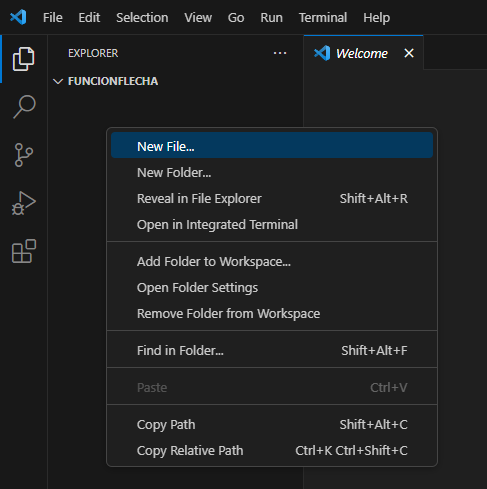 File Edit Selection View Go Run Terminal Help
EXPLORER ···
Welcome
FUNCIONFLECHA
New File...
New Folder...
Reveal in File Explorer Shift+Alt+R
Open in Integrated Terminal
Add Folder to Workspace...
Open Folder Settings
Remove Folder from Workspace
Find in Folder... Shift+Alt+F
Paste Ctrl+V
Copy Path Shift+Alt+C
Copy Relative Path Ctrl+K Ctrl+Shift+C